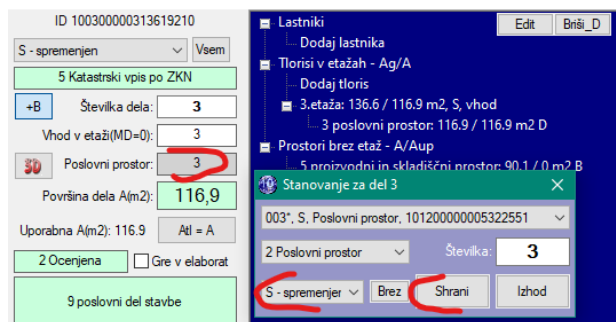 ID 100300000313619210
S - spremenjen
Vsem
5 Katastrski vpis po ZKN
+B
Številka dela:
3
Vhod v etaži(MD=0):
3
3D
Poslovni prostor:
3
Površina dela A(m2):
116,9
Uporabna A(m2): 116.9
Atl = A
2 Ocenjena
Gre v elaborat
9 poslovni del stavbe
Lastniki
Edit
Briši_D
Dodaj lastnika
Tlorisi v etažah - Ag/A
Dodaj tloris
3.etaža: 136.6 / 116.9 m2, S, vhod
3 poslovni prostor: 116.9 / 116.9 m2 D
Prostori brez etaž - A/Aup
5 proizvodni in skladiščni prostor: 90.1 / 0 m2 B
Stanovanje za del 3
003*, S, Poslovni prostor, 101200000005322551
2 Poslovni prostor
Številka:
3
S - spremenjer
Brez
Shrani
Izhod